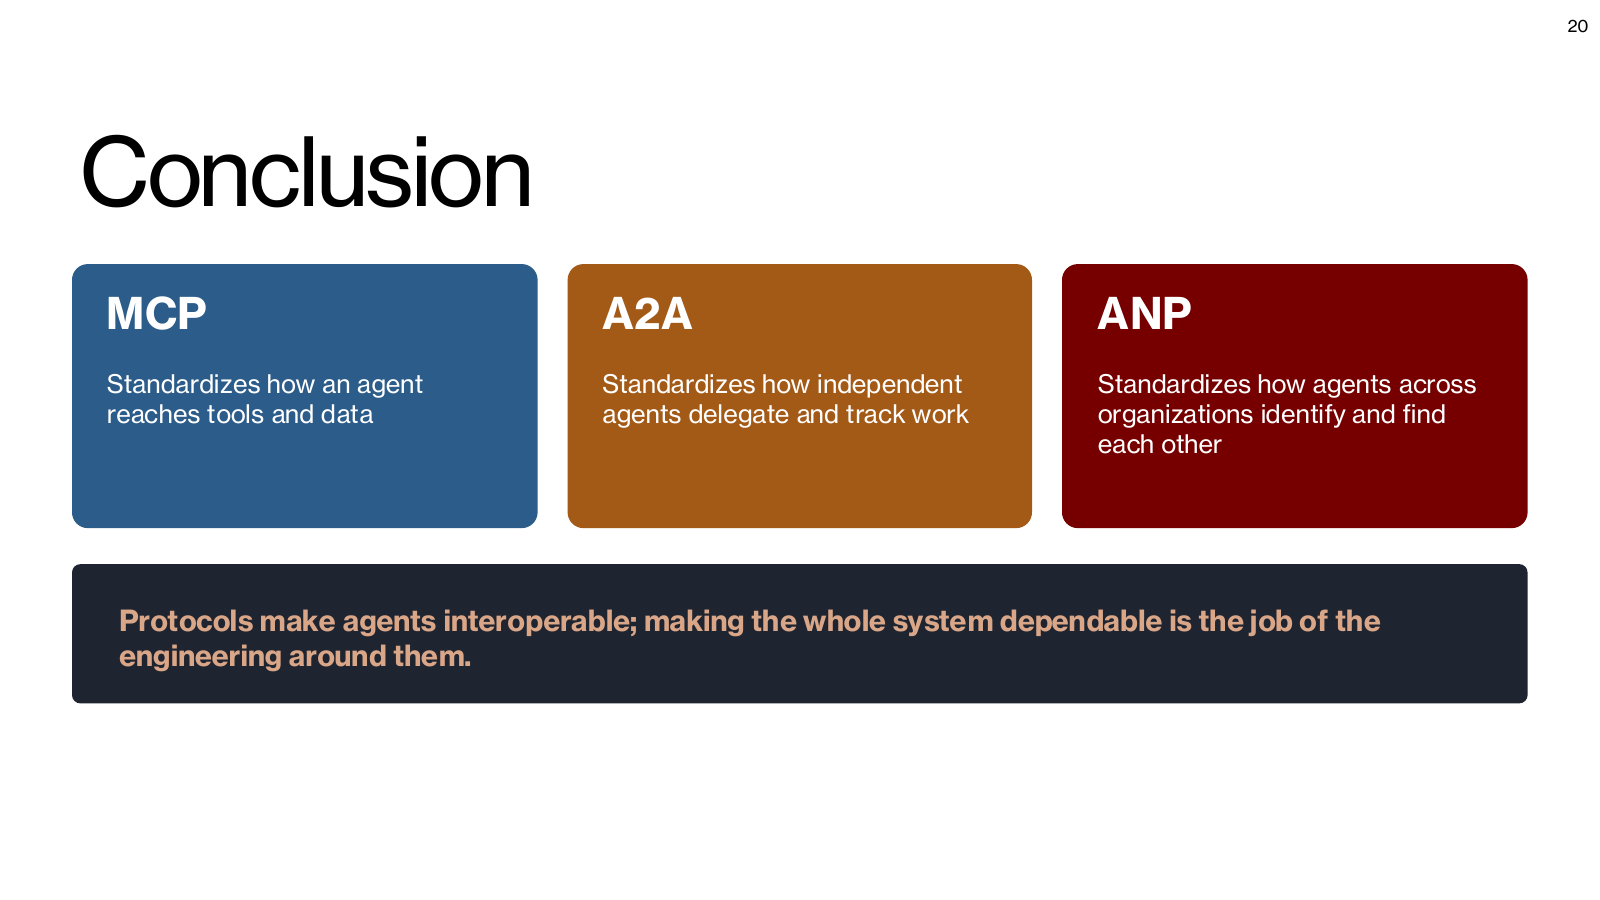 20
Conclusion
MCP
Standardizes how an agent
reaches tools and data
A2A
Standardizes how independent
agents delegate and track work
ANP
Standardizes how agents across
organizations identify and find
each other
Protocols make agents interoperable; making the whole system dependable is the job of the
engineering around them.